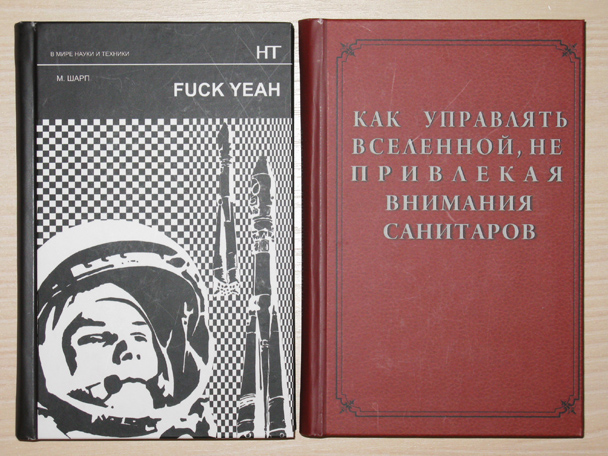 В МИРЕ НАУКИ И ТЕХНИКИ
НТ
М. ШАРП
FUCK YEAH
КАК УПРАВЛЯТЬ
ВСЕЛЕННОЙ, НЕ
ПРИВЛЕКАЯ
ВНИМАНИЯ
САНИТАРОВ